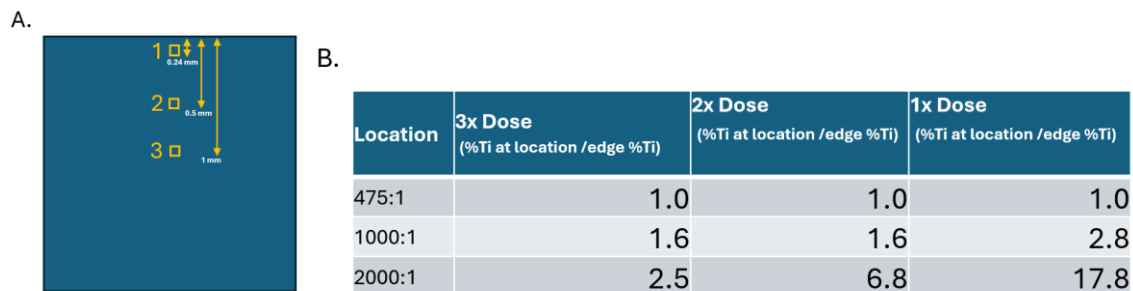 A.
1
0.24 mm
2
0.5 mm
3
1 mm
B.
Location
3x Dose
(%Ti at location /edge %Ti)
2x Dose
(%Ti at location /edge %Ti)
1x Dose
(%Ti at location /edge %Ti)
475:1 1.0 1.0 1.0
1000:1 1.6 1.6 2.8
2000:1 2.5 6.8 17.8